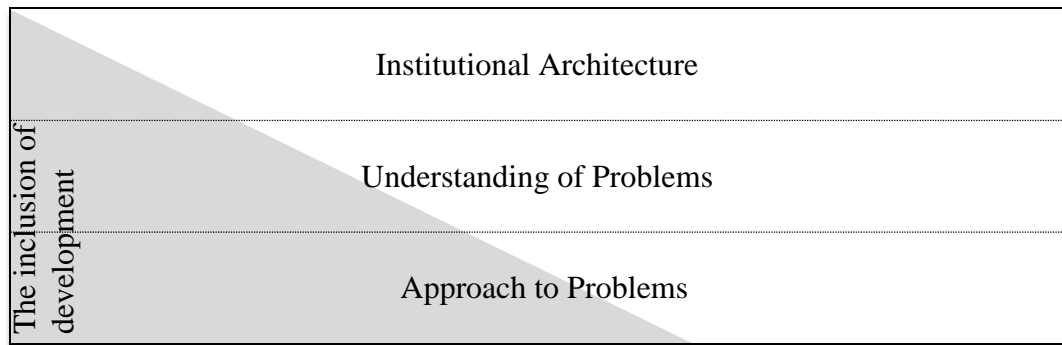 Institutional Architecture
Understanding of Problems
Approach to Problems
The inclusion of
development